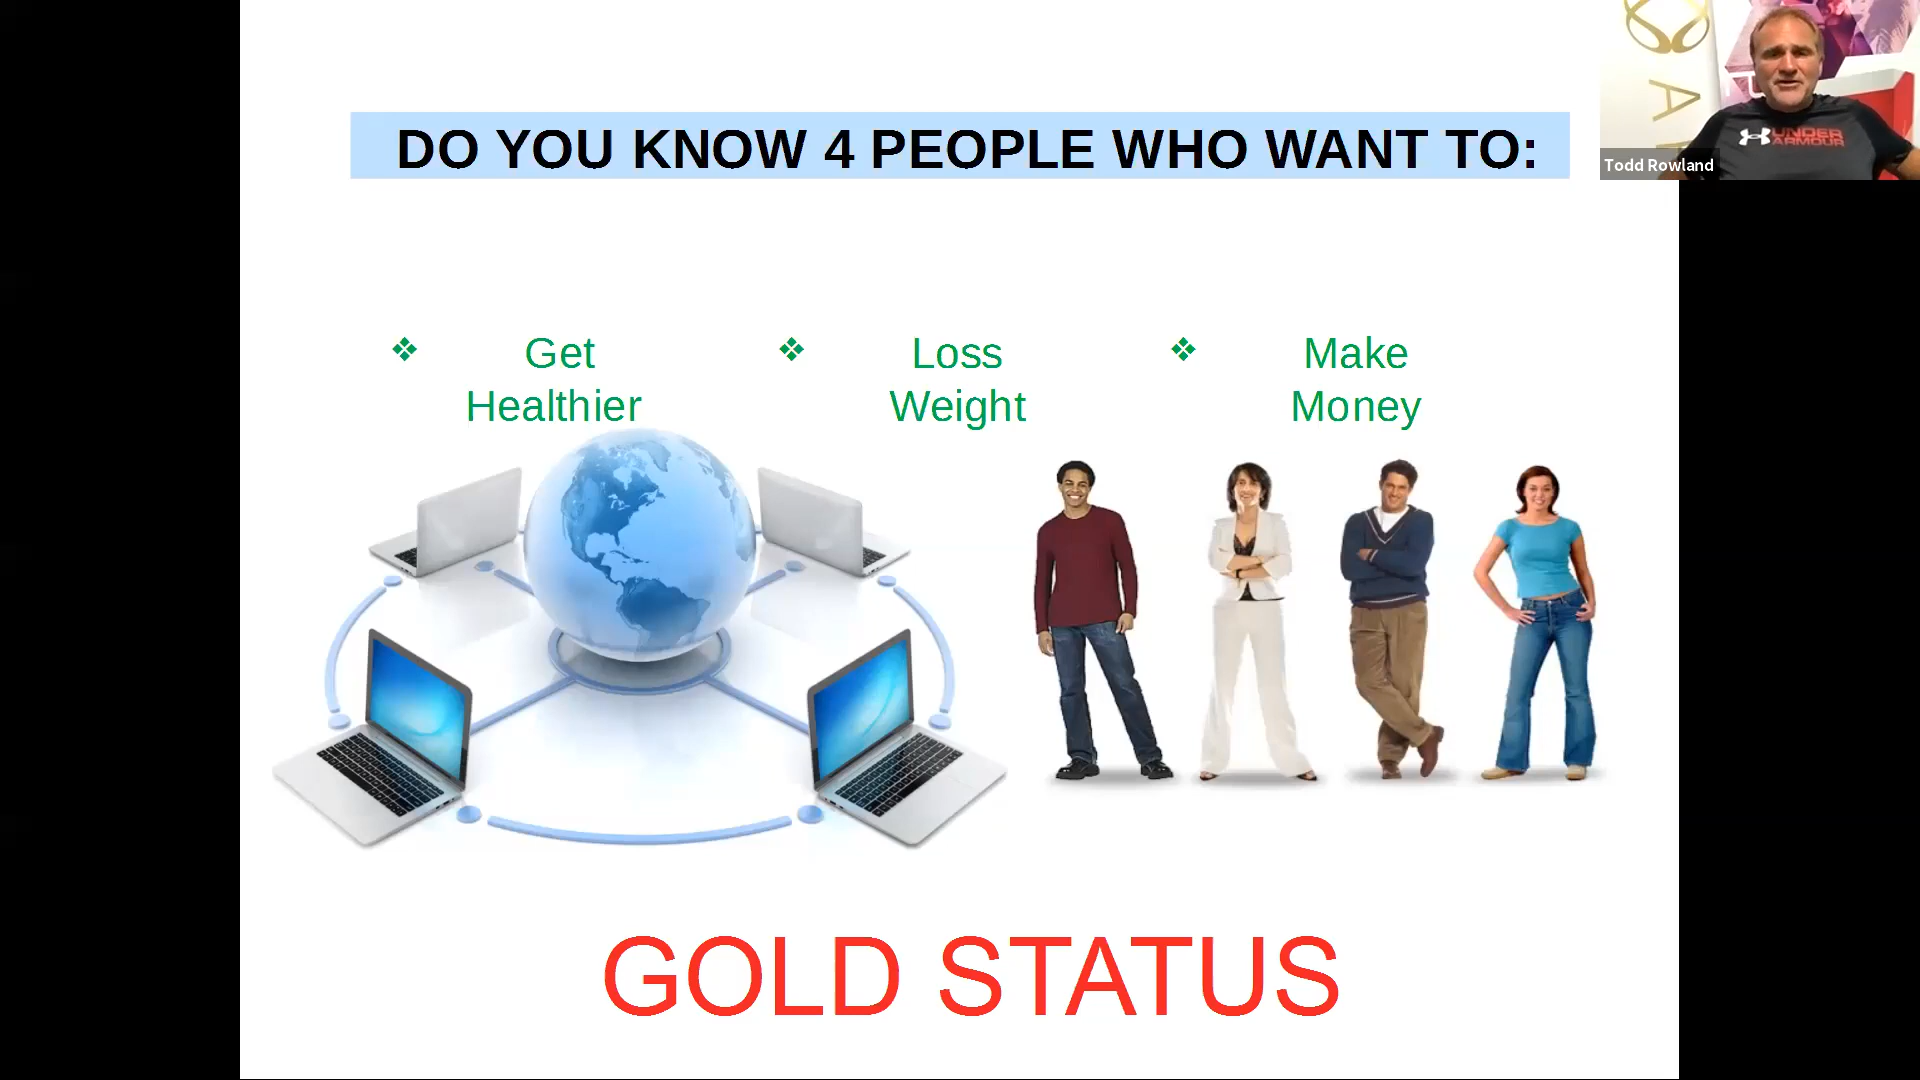 DO YOU KNOW 4 PEOPLE WHO WANT TO:
UNDER
ARMOUR
Todd Rowland
❖ Get
Healthier
❖ Loss
Weight
❖ Make
Money
GOLD STATUS